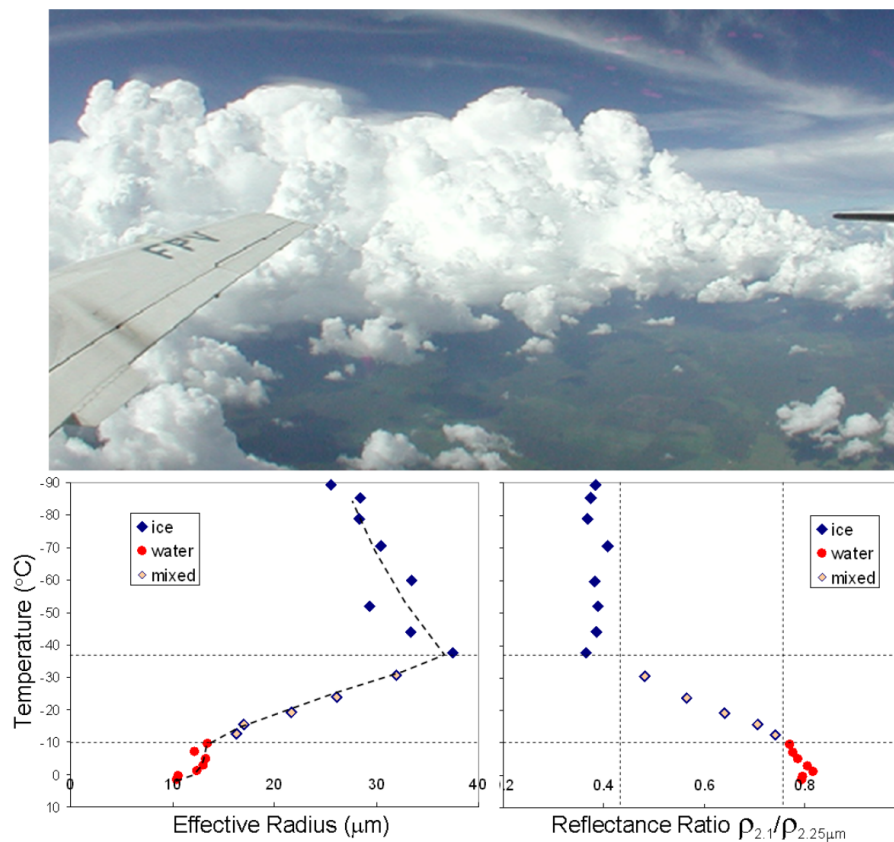 FPV
-90
-80
-70
-60
-50
-40
-30
-20
-10
0
10
Temperature (°C)
ice
water
mixed
0 10 20 30 40
Effective Radius (μm)
ice
water
mixed
0.2 0.4 0.6 0.8
Reflectance Ratio ρ2.1/ρ2.25μm